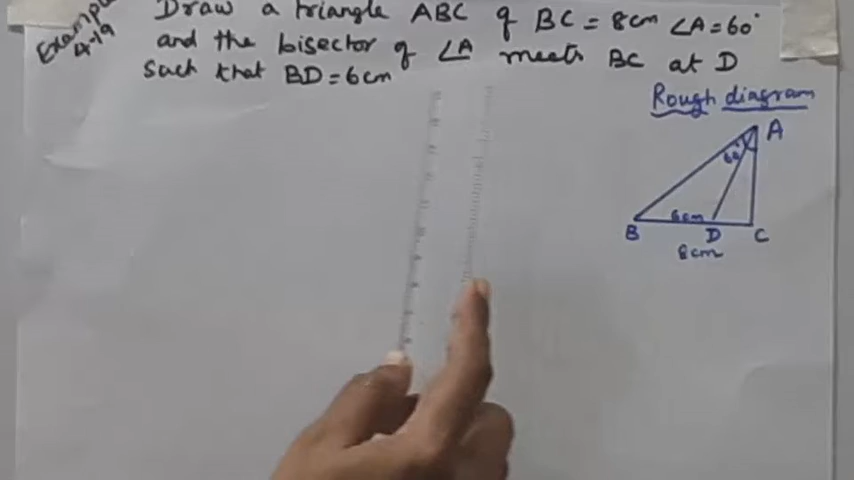 Example
4.19
Draw a triangle ABC of BC = 8cm ∠A = 60°
and the bisector of ∠A meets BC at D
Such that BD = 6cm
Rough diagram
A
60°
6cm
B D C
8cm